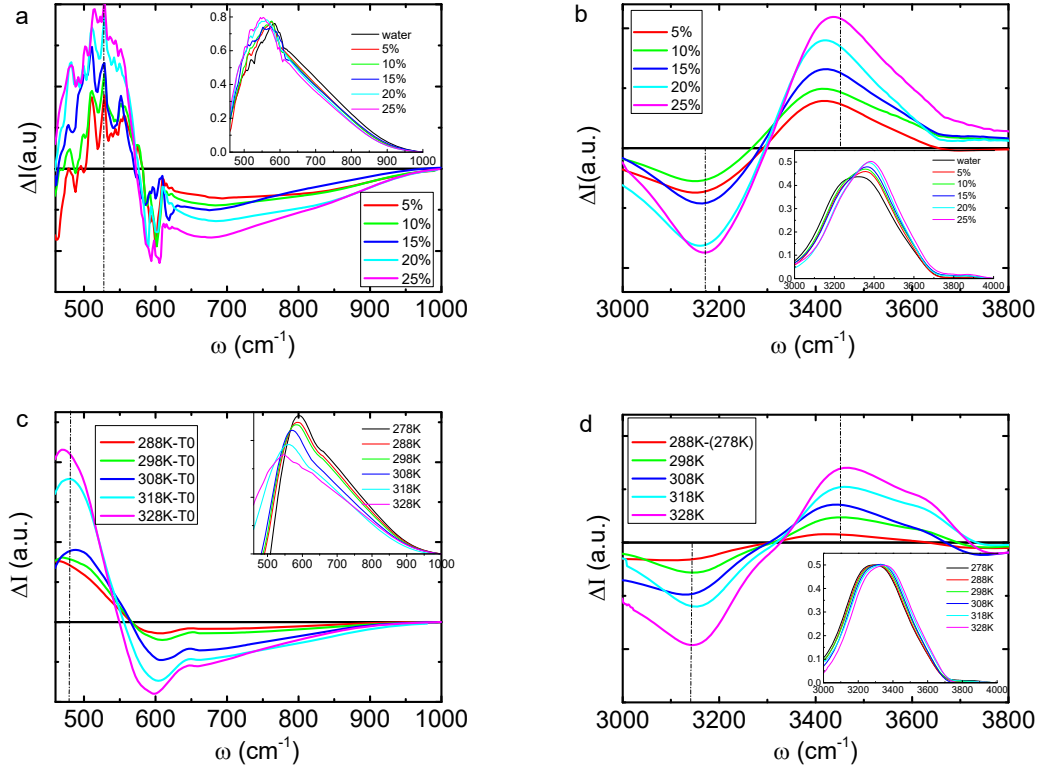 a
ΔI(a.u)
0.8
0.6
0.4
0.2
0.0
500 600 700 800 900 1000
water
5%
10%
15%
20%
25%
5%
10%
15%
20%
25%
500 600 700 800 900 1000
ω (cm-1)
b
ΔI (a.u.)
5%
10%
15%
20%
25%
0.5
0.4
0.3
0.2
0.1
0.0
3000 3200 3400 3600 3800 4000
water
5%
10%
15%
20%
25%
3000 3200 3400 3600 3800
ω (cm-1)
c
ΔI (a.u.)
288K-T0
298K-T0
308K-T0
318K-T0
328K-T0
500 600 700 800 900 1000
278K
288K
298K
308K
318K
328K
500 600 700 800 900 1000
ω (cm-1)
d
ΔI (a.u.)
288K-(278K)
298K
308K
318K
328K
0.5
0.4
0.3
0.2
0.1
0.0
3000 3200 3400 3600 3800 4000
278K
288K
298K
308K
318K
328K
3000 3200 3400 3600 3800
ω (cm-1)